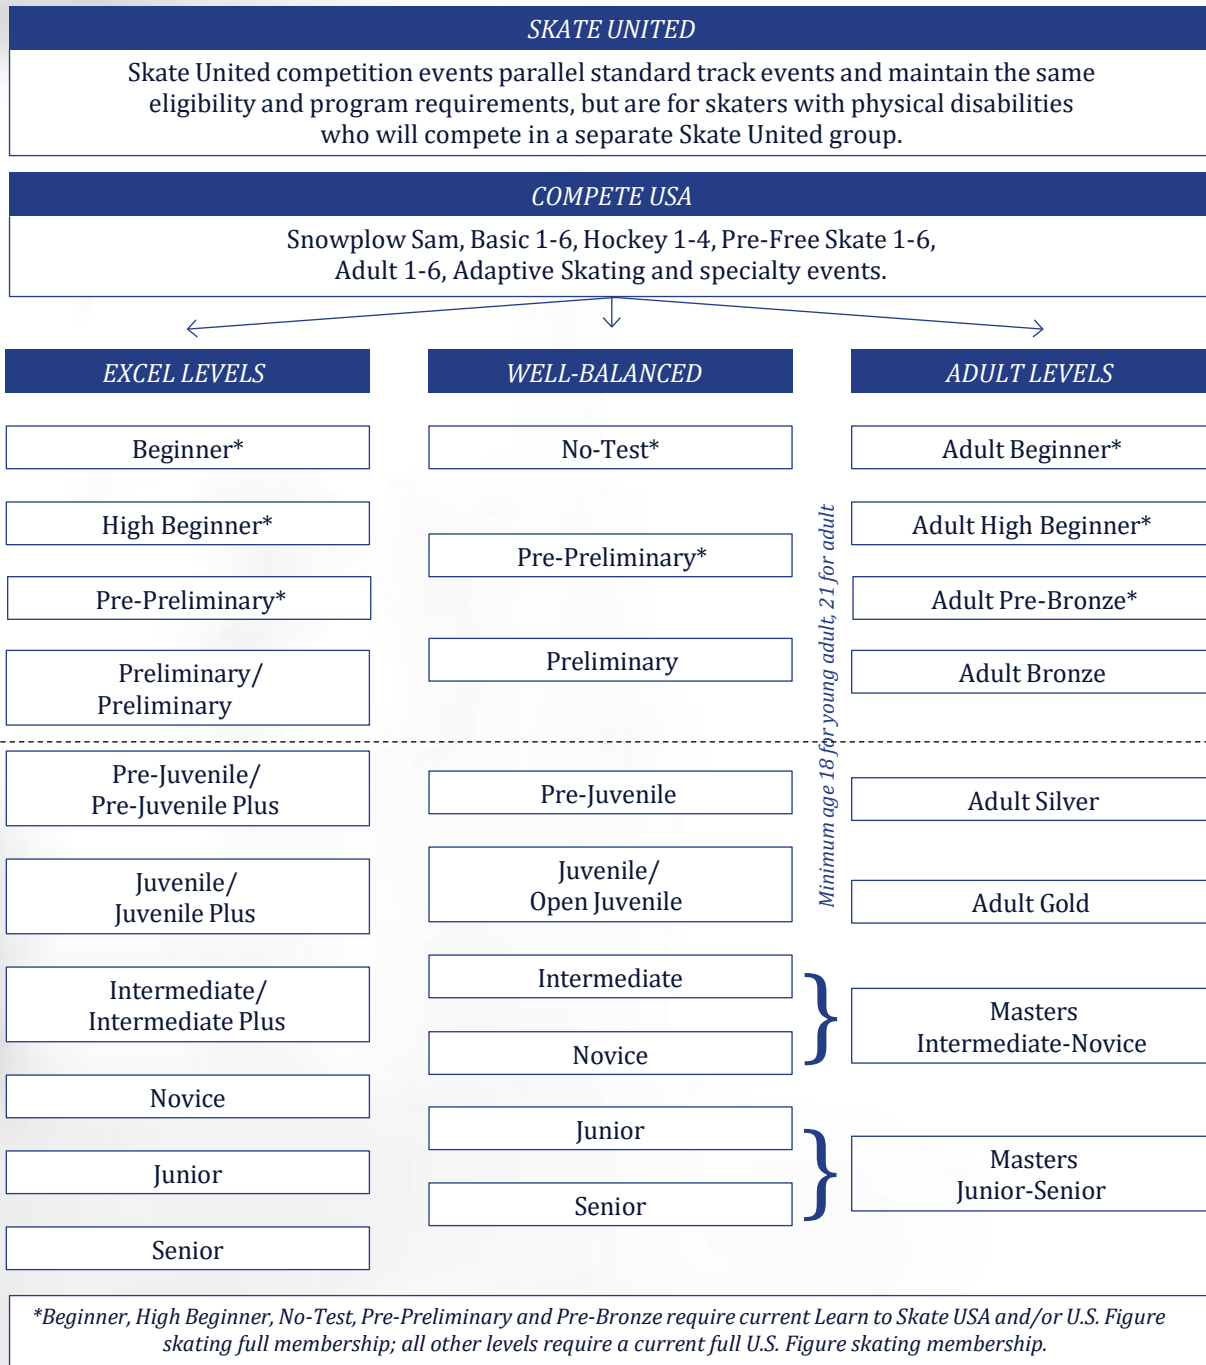 SKATE UNITED
Skate United competition events parallel standard track events and maintain the same
eligibility and program requirements, but are for skaters with physical disabilities
who will compete in a separate Skate United group.
COMPETE USA
Snowplow Sam, Basic 1-6, Hockey 1-4, Pre-Free Skate 1-6,
Adult 1-6, Adaptive Skating and specialty events.
EXCEL LEVELS
Beginner*
High Beginner*
Pre-Preliminary*
Preliminary/
Preliminary
Pre-Juvenile/
Pre-Juvenile Plus
Juvenile/
Juvenile Plus
Intermediate/
Intermediate Plus
Novice
Junior
Senior
WELL-BALANCED
No-Test*
Pre-Preliminary*
Preliminary
Pre-Juvenile
Juvenile/
Open Juvenile
Intermediate
Novice
Junior
Senior
Minimum age 18 for young adult, 21 for adult
ADULT LEVELS
Adult Beginner*
Adult High Beginner*
Adult Pre-Bronze*
Adult Bronze
Adult Silver
Adult Gold
Masters
Intermediate-Novice
Masters
Junior-Senior
*Beginner, High Beginner, No-Test, Pre-Preliminary and Pre-Bronze require current Learn to Skate USA and/or U.S. Figure
skating full membership; all other levels require a current full U.S. Figure skating membership.